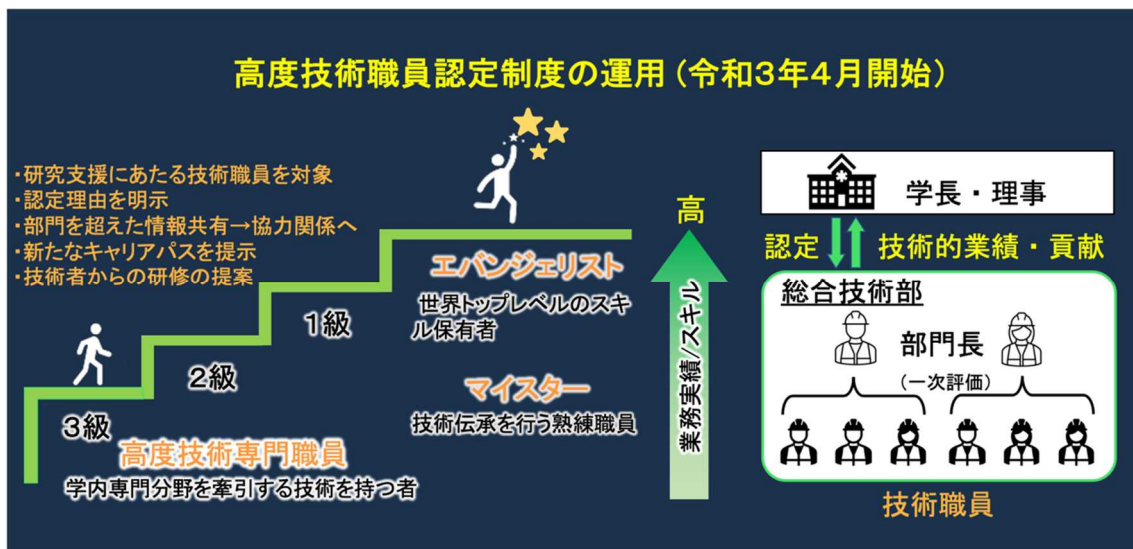 高度技術職員認定制度の運用（令和3年4月開始）
・研究支援にあたる技術職員を対象
・認定理由を明示
・部門を超えた情報共有→協力関係へ
・新たなキャリアパスを提示
・技術者からの研修の提案
3級
2級
1級
高度技術専門職員
学内専門分野を牽引する技術を持つ者
エバンジェリスト
世界トップレベルのスキ
ル保有者
マイスター
技術伝承を行う熟練職員
高
業務実績/スキル
学長・理事
認定
技術的業績・貢献
総合技術部
部門長
（一次評価）
技術職員